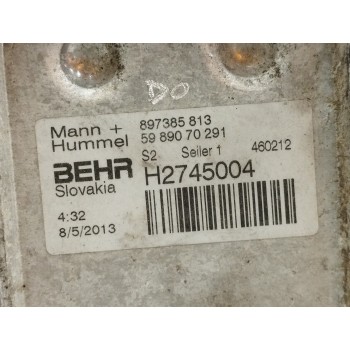 DO
Mann + Hummel
897385 813
59 890 70 291
S2 Seiler 1 460212
BEHR
Slovakia
H2745004
4:32
8/5/2013